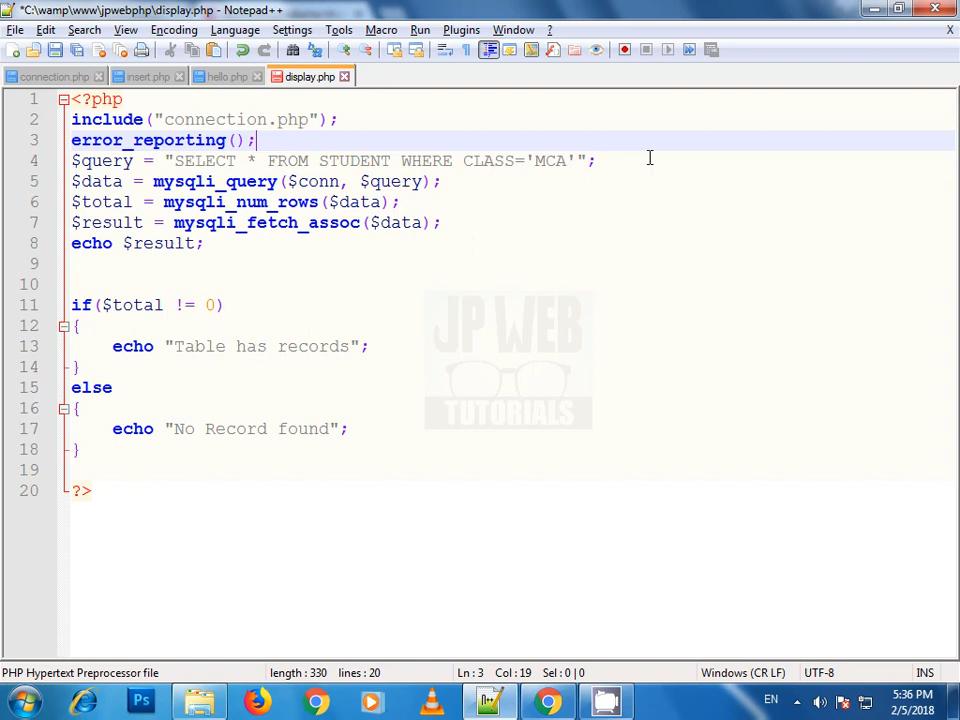 *C:\wamp\www\jpwebphp\display.php - Notepad++
File Edit Search View Encoding Language Settings Tools Macro Run Plugins Window ? X
connection.php insert.php hello.php display.php
1 <?php
2 include("connection.php");
3 error_reporting();
4 $query = "SELECT * FROM STUDENT WHERE CLASS='MCA'";
5 $data = mysqli_query($conn, $query);
6 $total = mysqli_num_rows($data);
7 $result = mysqli_fetch_assoc($data);
8 echo $result;
9
10
11 if($total != 0)
12 {
13 echo "Table has records";
14 }
15 else
16 {
17 echo "No Record found";
18 }
19
20 ?>
JP WEB
TUTORIALS
PHP Hypertext Preprocessor file length : 330 lines : 20 Ln : 3 Col : 19 Sel : 0 | 0 Windows (CR LF) UTF-8 INS
Ps EN 5:36 PM
2/5/2018